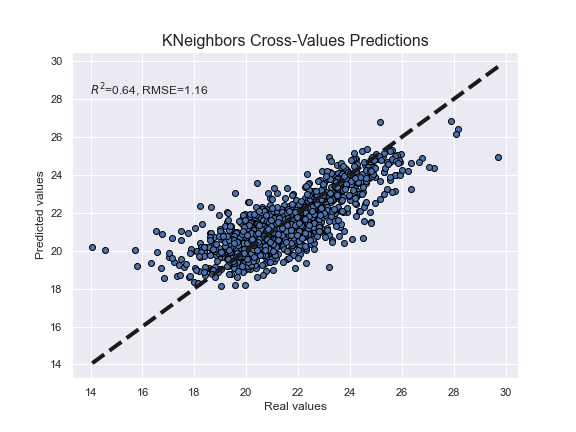 KNeighbors Cross-Values Predictions
30
28
26
24
22
20
18
16
14
R²=0.64, RMSE=1.16
Predicted values
14 16 18 20 22 24 26 28 30
Real values